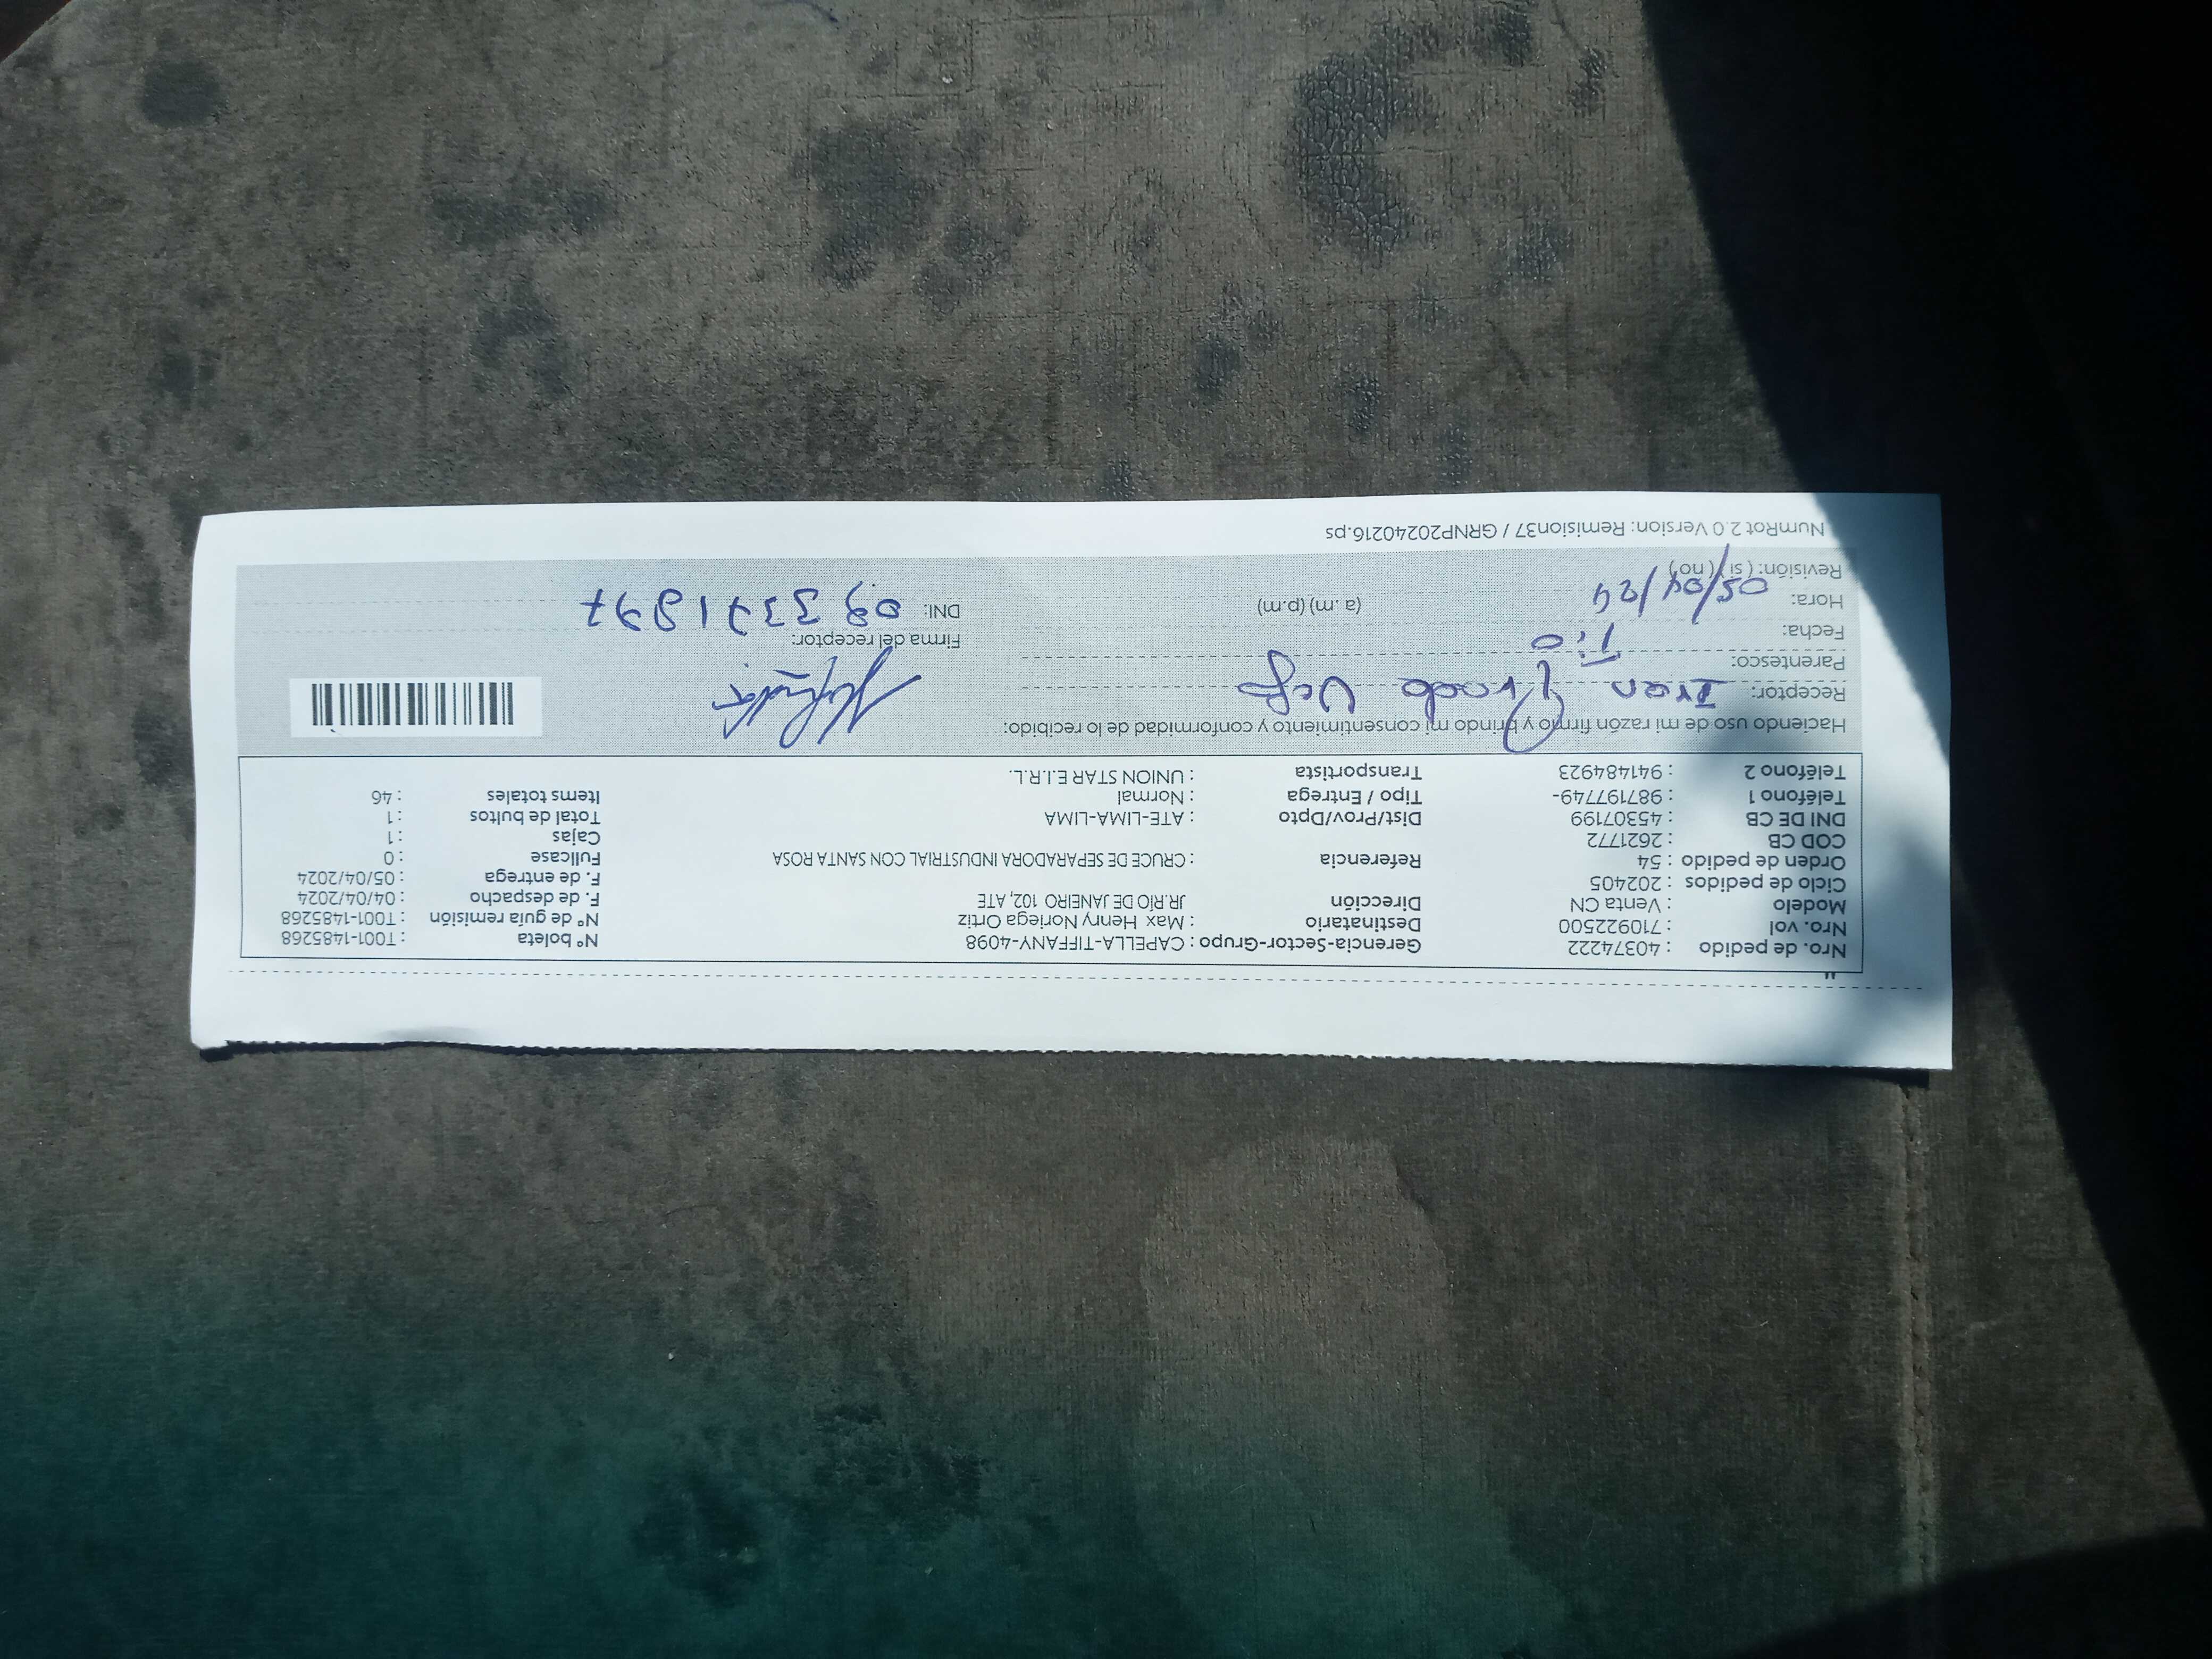 Nro. de pedido : 40374222 Gerencia-Sector-Grupo : CAPELLA-TIFFANY-4098 N° boleta : T001-1485268
Nro. vol : 710922500 Destinatario : Max Henry Noriega Ortiz N° de guía remisión : T001-1485268
Modelo : Venta CN Dirección JR.RIO DE JANEIRO 102, ATE F. de despacho : 04/04/2024
Ciclo de pedidos : 202405 F. de entrega : 05/04/2024
Orden de pedido : 54 Referencia : CRUCE DE SEPARADORA INDUSTRIAL CON SANTA ROSA Fullcase : 0
COD CB : 2621772 Cajas : 1
DNI DE CB : 45307199 Dist/Prov/Dpto : ATE-LIMA-LIMA Total de bultos : 1
Teléfono 1 : 987197749- Tipo / Entrega : Normal Items totales : 46
Teléfono 2 : 941484923 Transportista : UNION STAR E.I.R.L.
Haciendo uso de mi razón firmo y brindo mi consentimiento y conformidad de lo recibido:
Receptor: Ivan
Parentesco: Tio
Fecha: Firma del receptor:
Hora: 05/04/24 (a .m) (p.m) DNI:
Revisión: ( si ) ( no )
NumRot 2.0 Version: Remision37 / GRNP20240216.ps